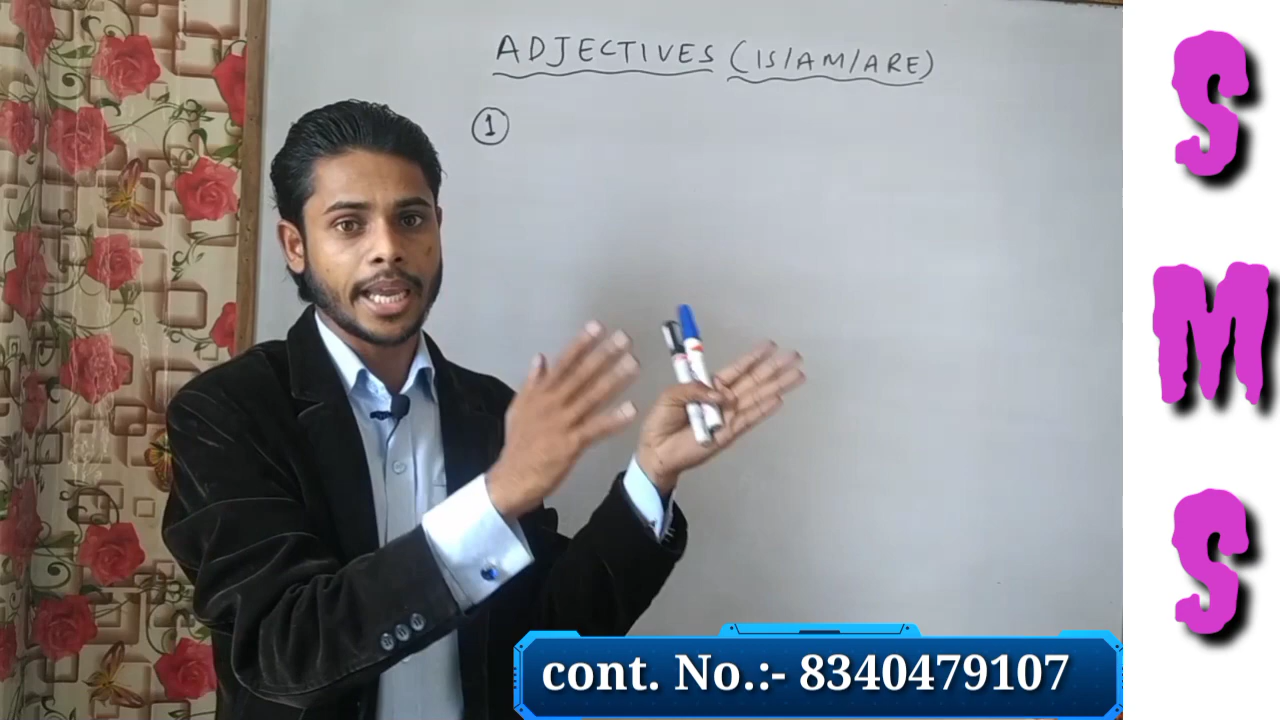 ADJECTIVES (IS/AM/ARE)
1
S
M
S
cont. No.:- 8340479107